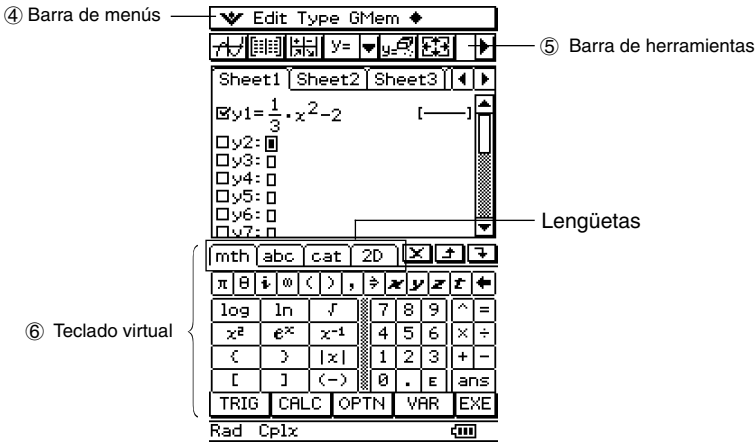 ④ Barra de menús
Edit Type GMem ◆
y= ▼ y=
⑤ Barra de herramientas
Sheet1 Sheet2 Sheet3
y1=1/3·x²-2 [—]
y2:
y3:
y4:
y5:
y6:
y7:
Lengüetas
mth abc cat 2D
π θ i ∞ ( ) , ⇒ x y z t ←
log ln √ 7 8 9 ^ =
x² eˣ x⁻¹ 4 5 6 × ÷
⑥ Teclado virtual
{ } |x| 1 2 3 + −
[ ] (−) 0 . E ans
TRIG CALC OPTN VAR EXE
Rad Cplx